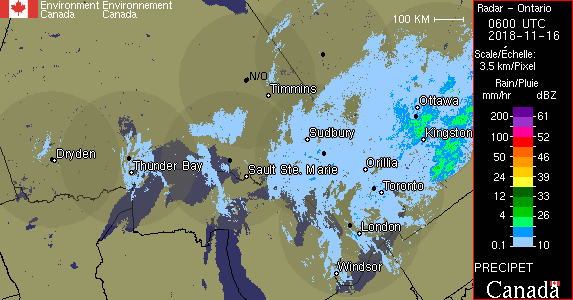 Environment Environnement
Canada Canada
100 KM
N/O
Timmins
Ottawa
Kingston
Sudbury
Dryden
Thunder Bay
Sault Ste. Marie
Orillia
Toronto
London
Windsor
Radar - Ontario
0600 UTC
2018-11-16
Scale/Échelle:
3.5 km/Pixel
Rain/Pluie
mm/hr dBZ
200 61
100 52
50 46
24 39
12 34
4 26
0.1 10
PRECIPET
Canada